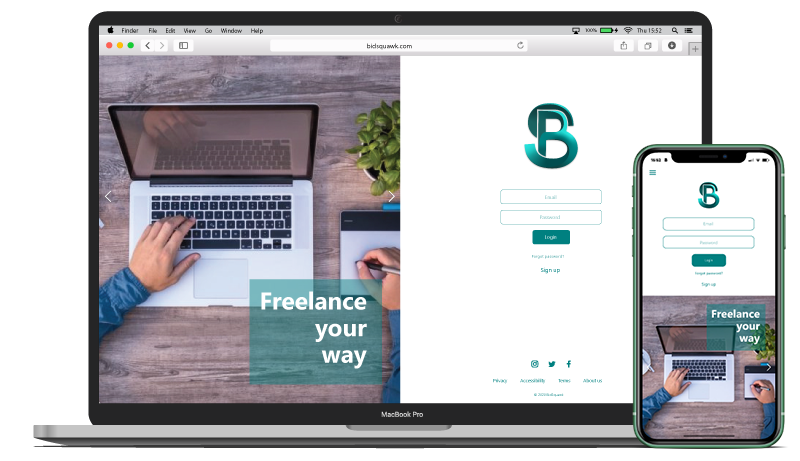 Finder File Edit View Go Window Help
100% Thu 15:52
bidsquawk.com
SB
Email
Password
Login
Forgot password?
Sign up
Freelance
your
way
Privacy Accessibility Terms About us
MacBook Pro
SB
Email
Password
Login
Forgot password?
Sign up
Freelance
your
way